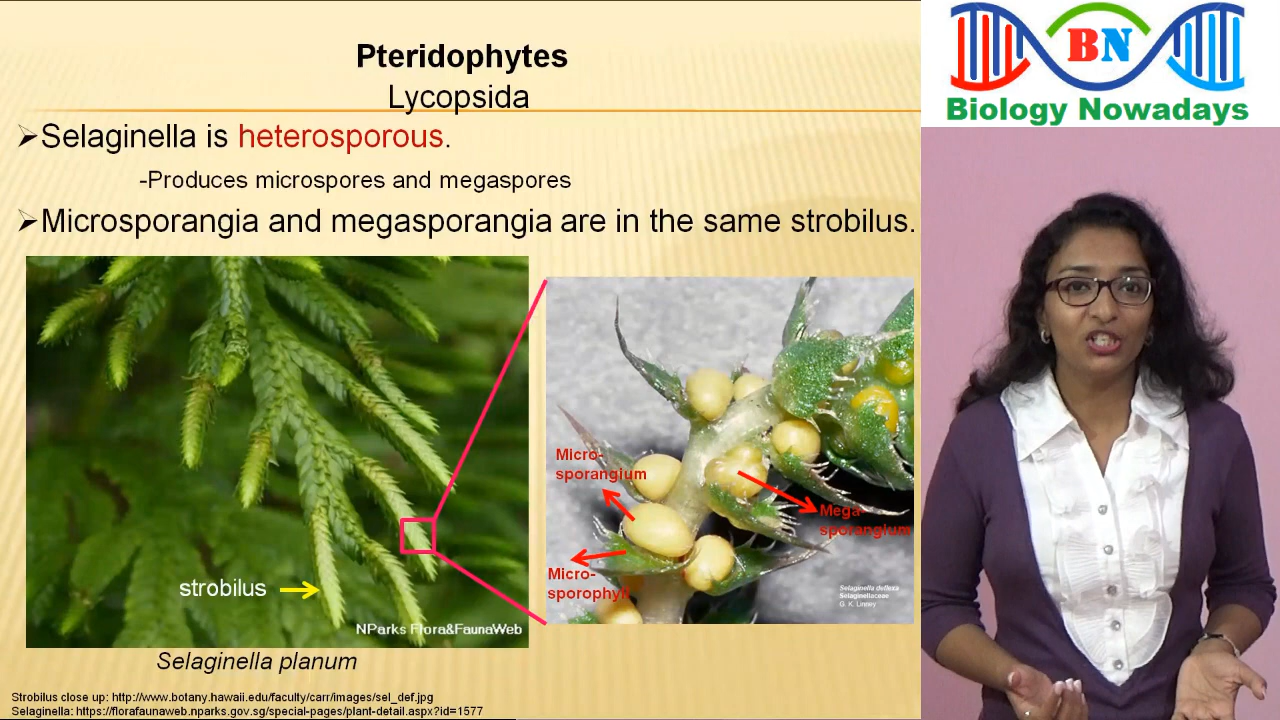 Pteridophytes
Lycopsida
➢Selaginella is heterosporous.
-Produces microspores and megaspores
➢Microsporangia and megasporangia are in the same strobilus.
Micro-
sporangium
Mega-
sporangium
Micro-
sporophyll
strobilus
NParks Flora&FaunaWeb
Selaginella deflexa
Selaginellaceae
G. K. Linney
Selaginella planum
Strobilus close up: http://www.botany.hawaii.edu/faculty/carr/images/sel_def.jpg
Selaginella: https://florafaunaweb.nparks.gov.sg/special-pages/plant-detail.aspx?id=1577
BN
Biology Nowadays